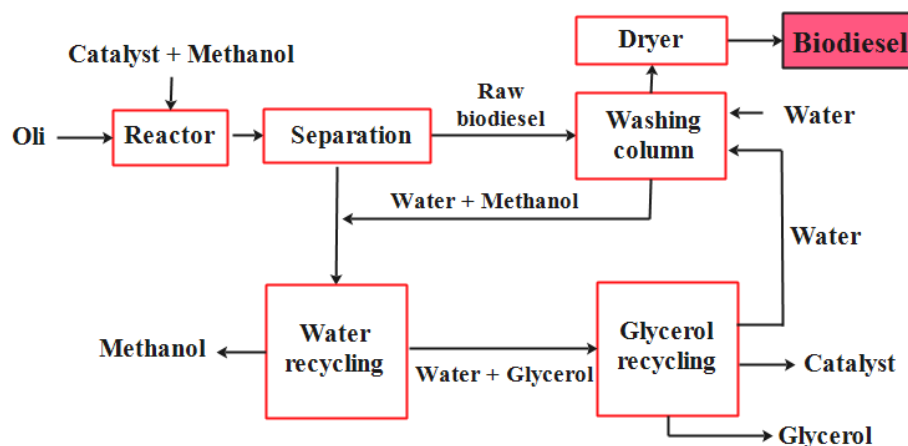 Dryer
Biodiesel
Catalyst + Methanol
Raw
biodiesel
Water
Oli
Reactor
Separation
Washing
column
Water + Methanol
Water
Water
recycling
Glycerol
recycling
Methanol
Water + Glycerol
Catalyst
Glycerol